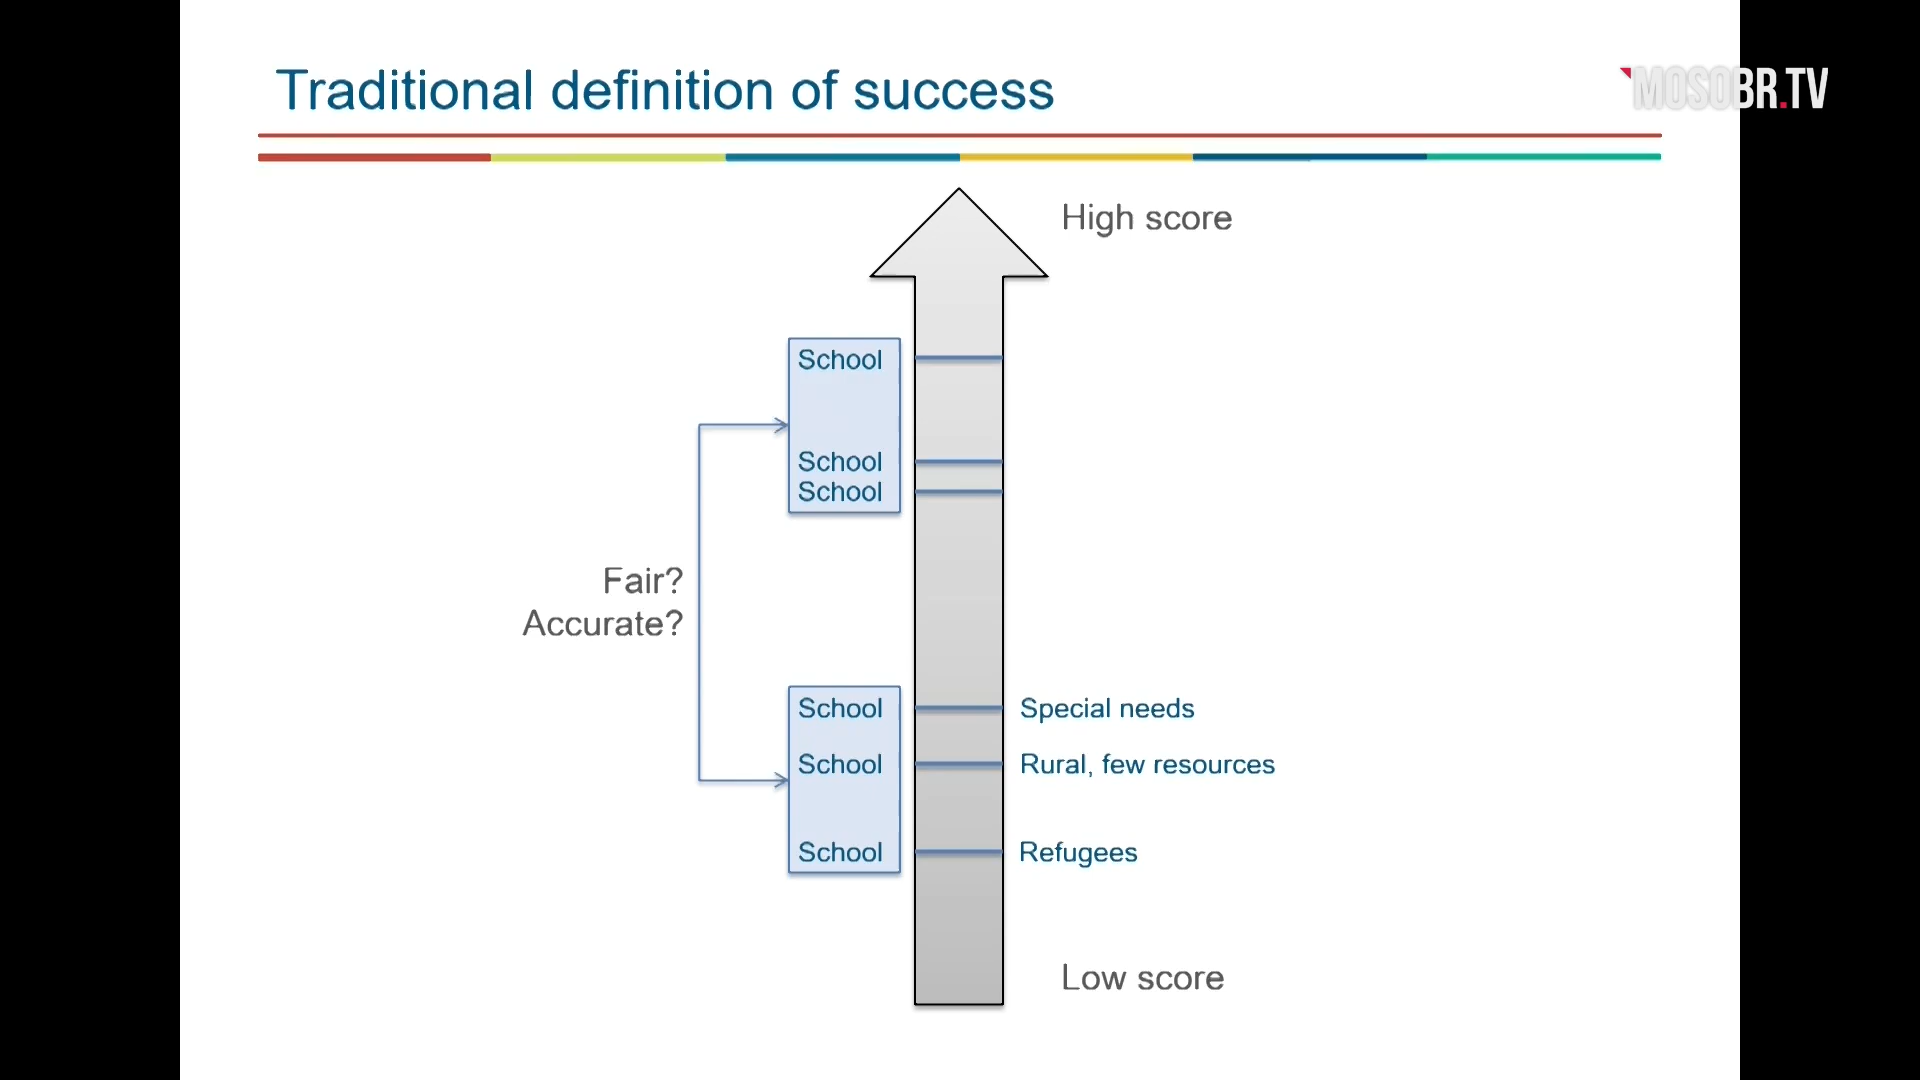 Traditional definition of success
MOSOBR.TV
High score
School
School
School
Fair?
Accurate?
School Special needs
School Rural, few resources
School Refugees
Low score